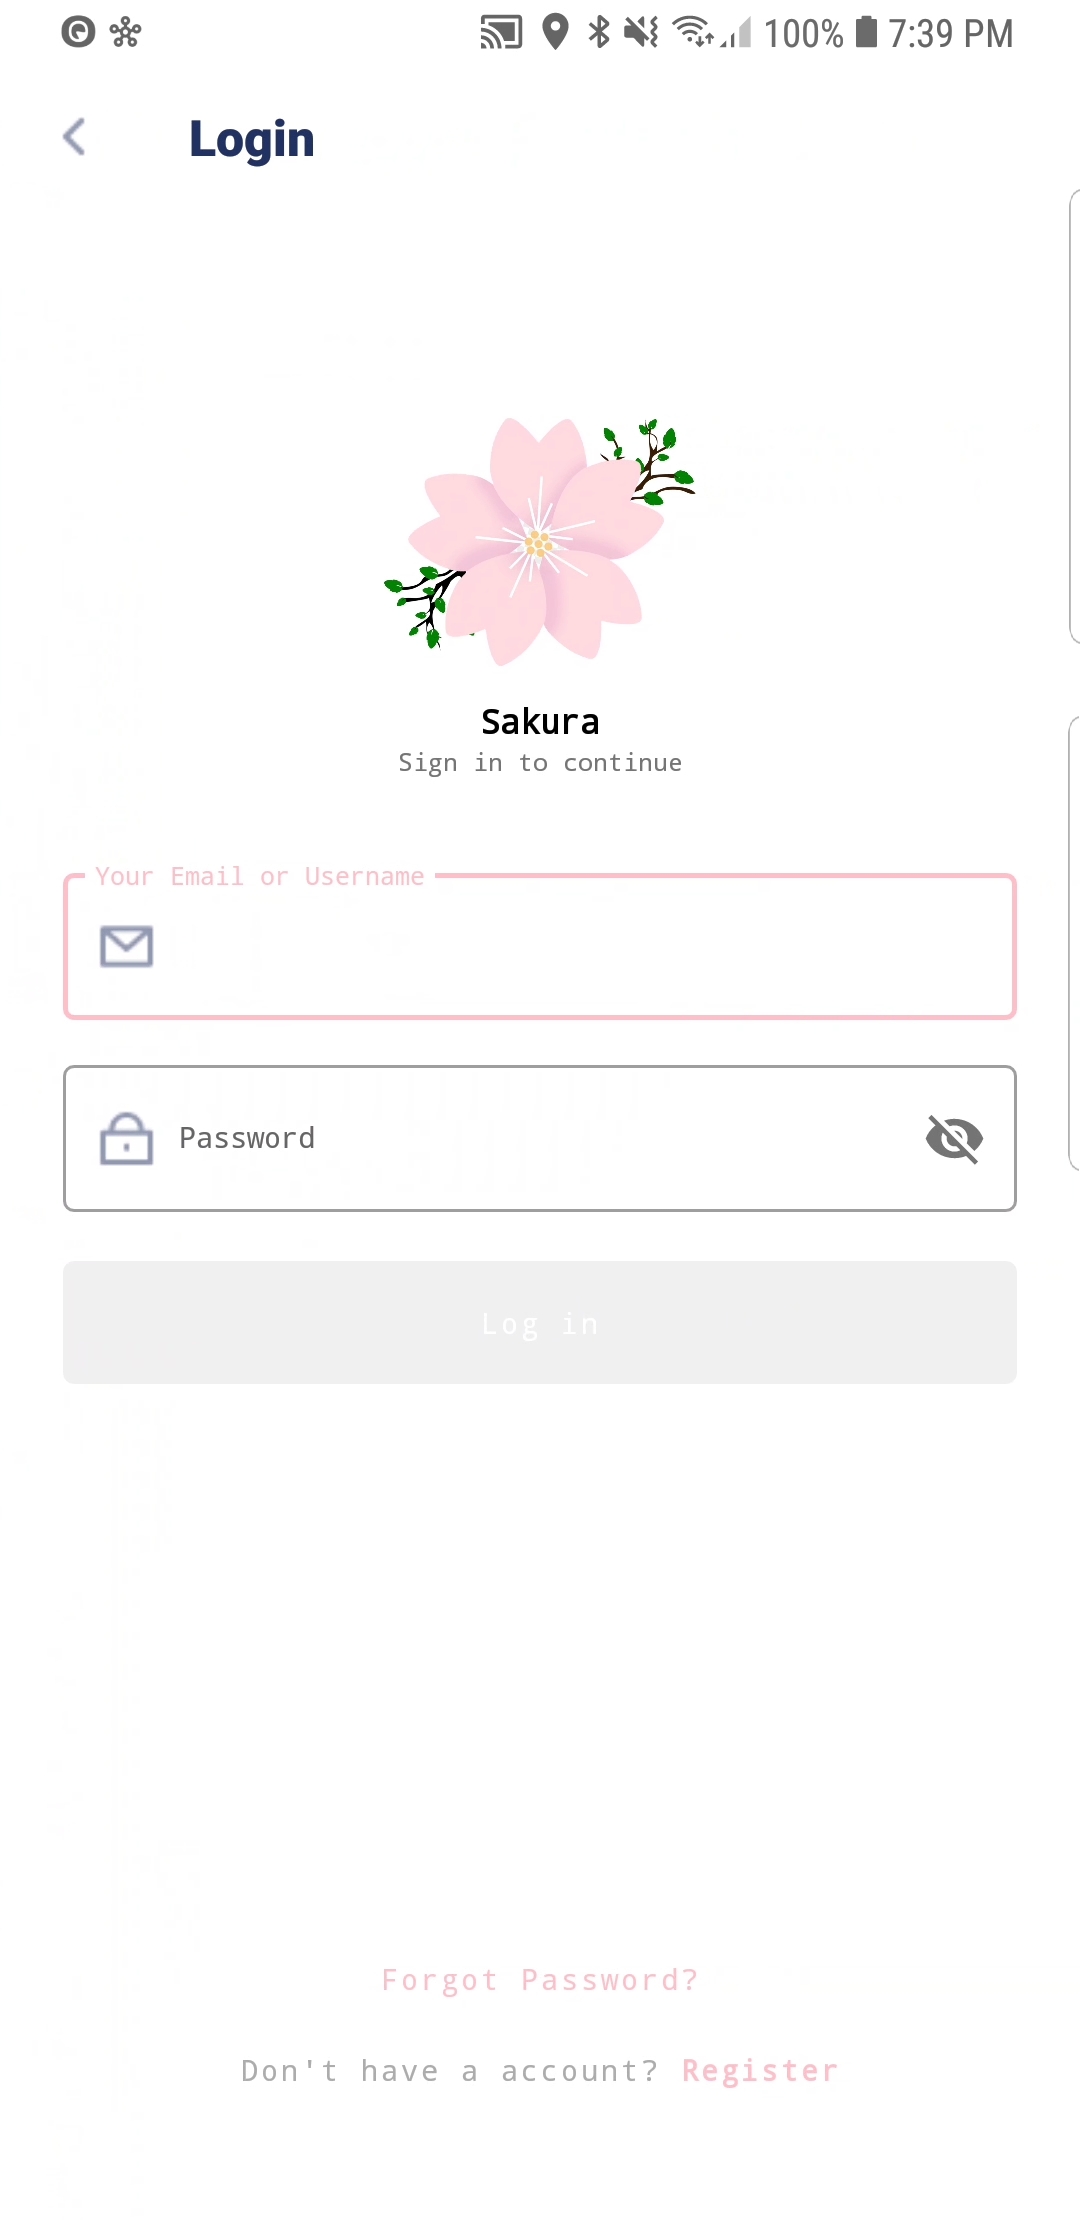 100% 7:39 PM
Login
Sakura
Sign in to continue
Your Email or Username
Password
Log in
Forgot Password?
Don't have a account? Register